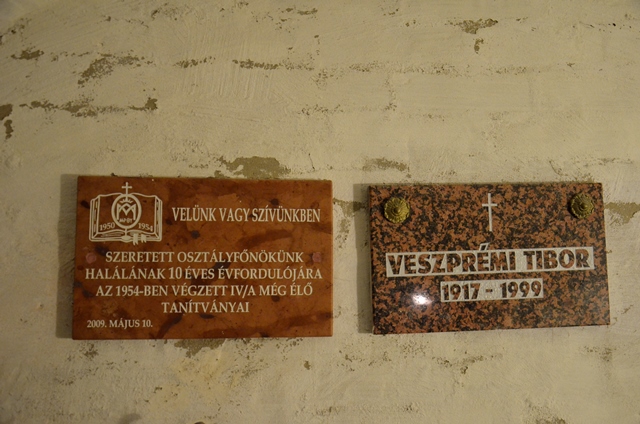 1950 1954
VELÜNK VAGY SZÍVÜNKBEN
SZERETETT OSZTÁLYFŐNÖKÜNK
HALÁLÁNAK 10 ÉVES ÉVFORDULÓJÁRA
AZ 1954-BEN VÉGZETT IV/A MÉG ÉLŐ
TANÍTVÁNYAI
2009. MÁJUS 10.
VESZPRÉMI TIBOR
1917 - 1999